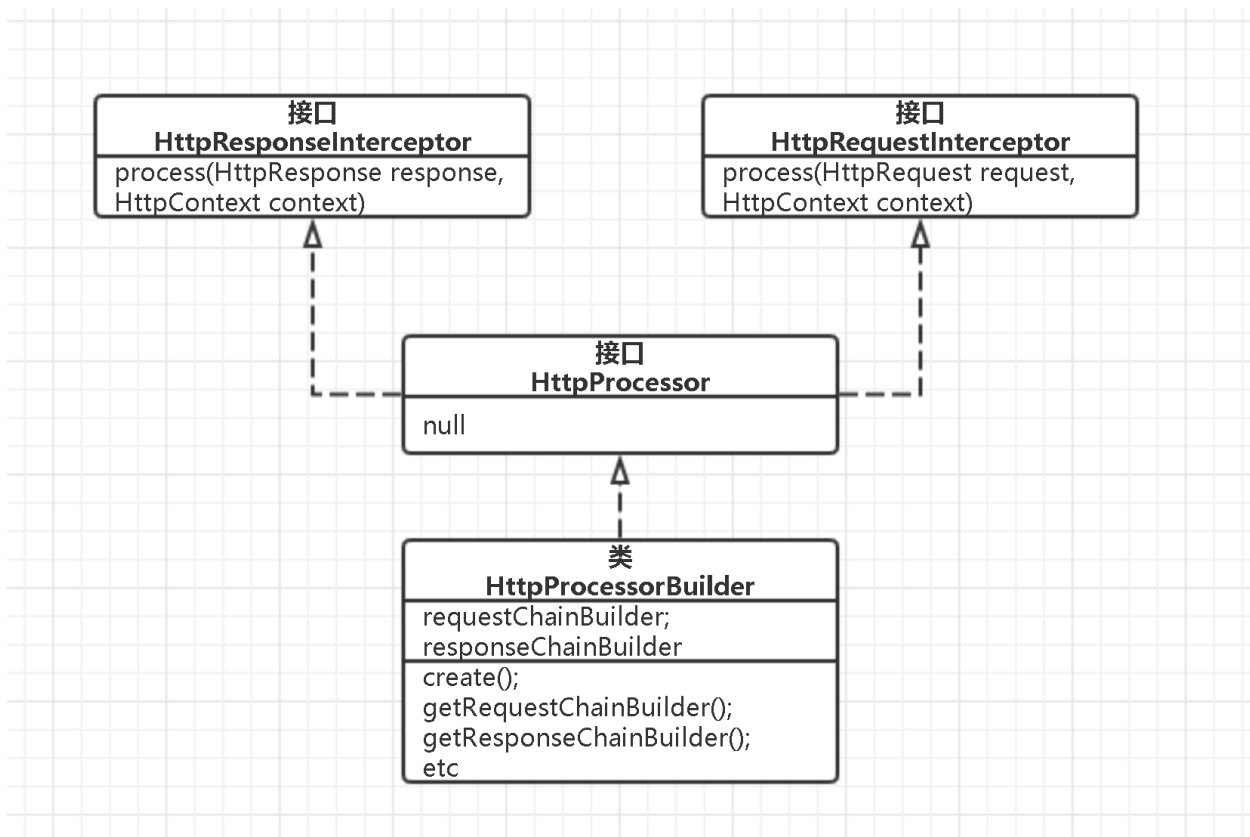 接口
HttpResponseInterceptor
process(HttpResponse response,
HttpContext context)
接口
HttpRequestInterceptor
process(HttpRequest request,
HttpContext context)
接口
HttpProcessor
null
类
HttpProcessorBuilder
requestChainBuilder;
responseChainBuilder
create();
getRequestChainBuilder();
getResponseChainBuilder();
etc